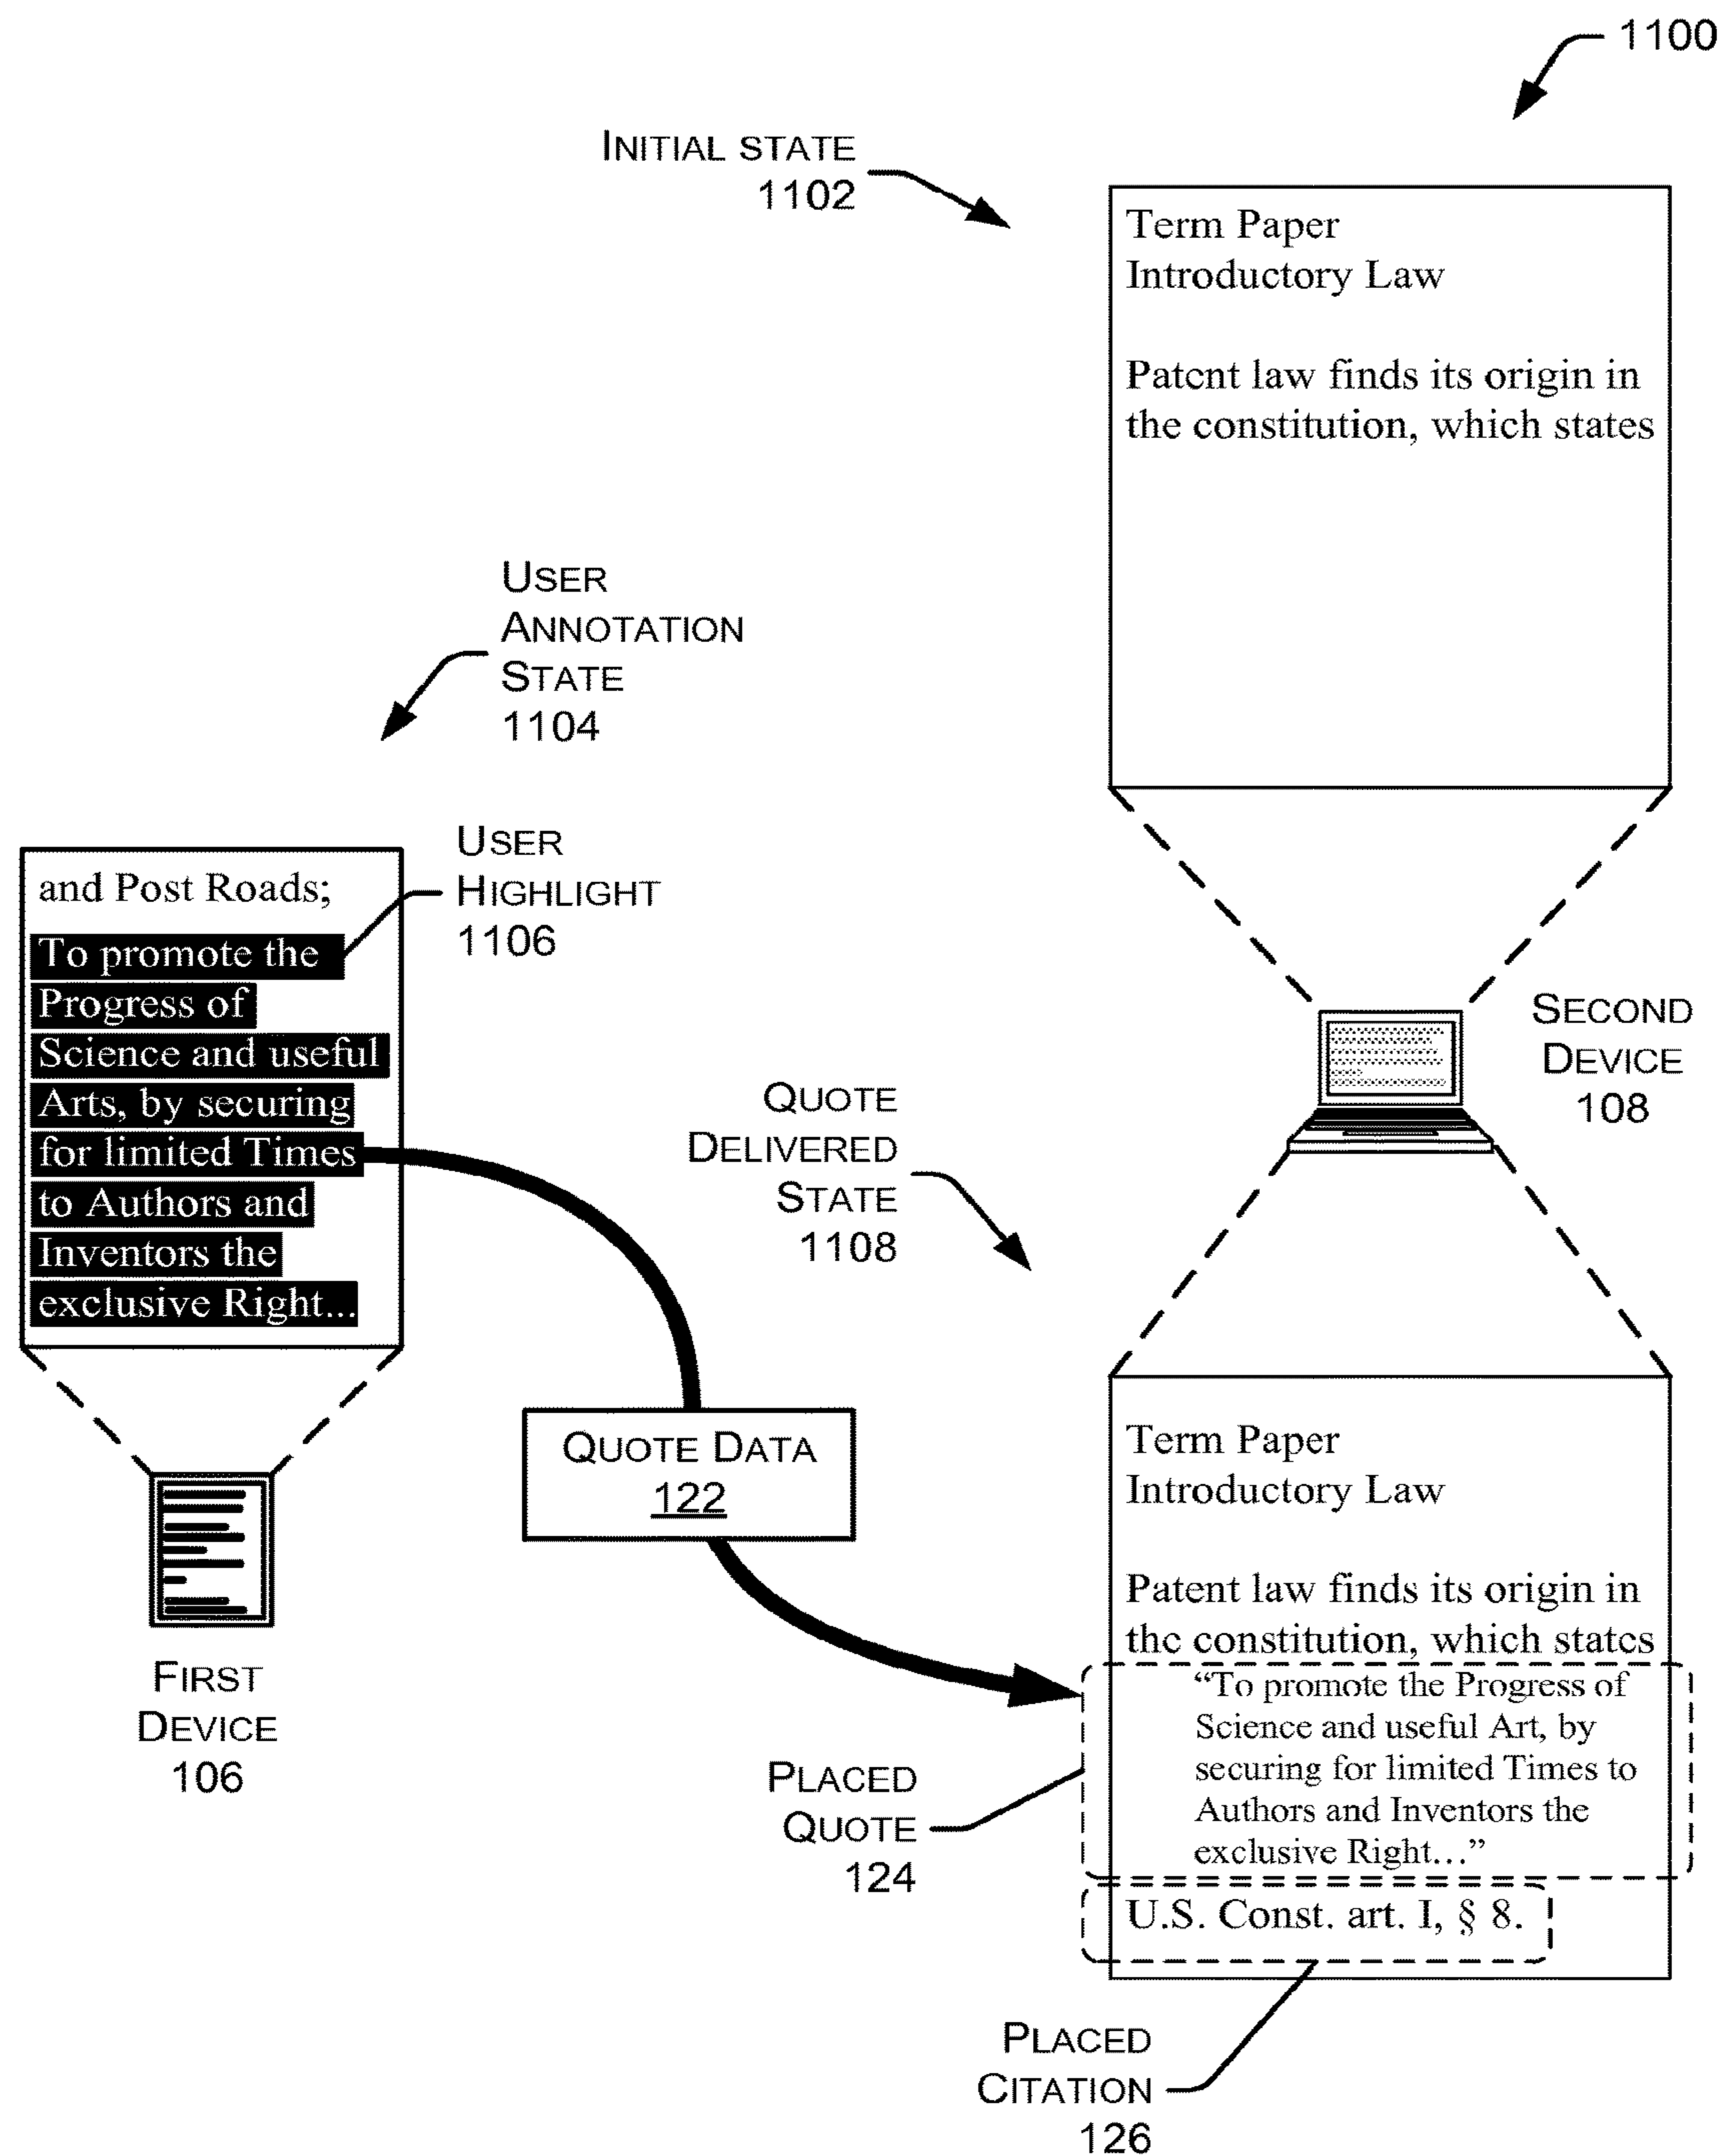 1100
INITIAL STATE
1102
Term Paper
Introductory Law
Patent law finds its origin in
the constitution, which states
USER
ANNOTATION
STATE
1104
USER
HIGHLIGHT
1106
and Post Roads;
To promote the
Progress of
Science and useful
Arts, by securing
for limited Times
to Authors and
Inventors the
exclusive Right...
FIRST
DEVICE
106
QUOTE DATA
122
SECOND
DEVICE
108
QUOTE
DELIVERED
STATE
1108
Term Paper
Introductory Law
Patent law finds its origin in
the constitution, which states
“To promote the Progress of
Science and useful Art, by
securing for limited Times to
Authors and Inventors the
exclusive Right…”
U.S. Const. art. I, § 8.
PLACED
QUOTE
124
PLACED
CITATION
126